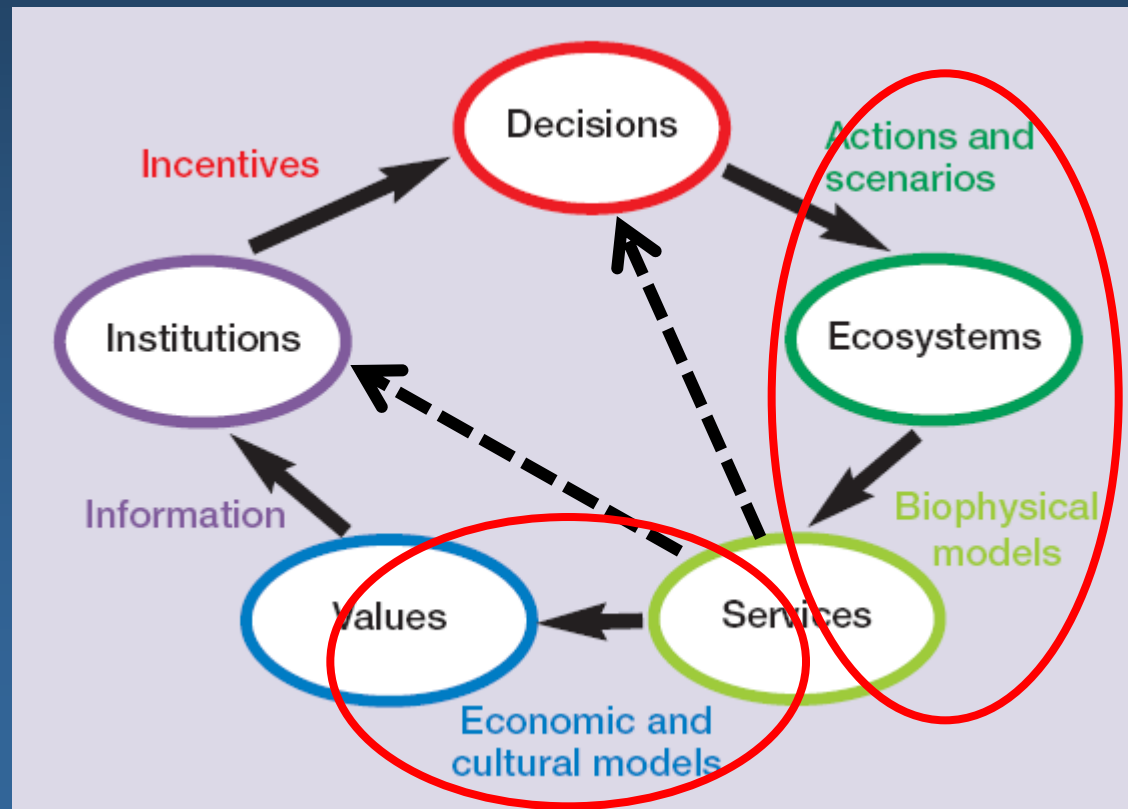 Decisions
Incentives
Actions and
scenarios
Institutions
Ecosystems
Information
Biophysical
models
Values
Services
Economic and
cultural models